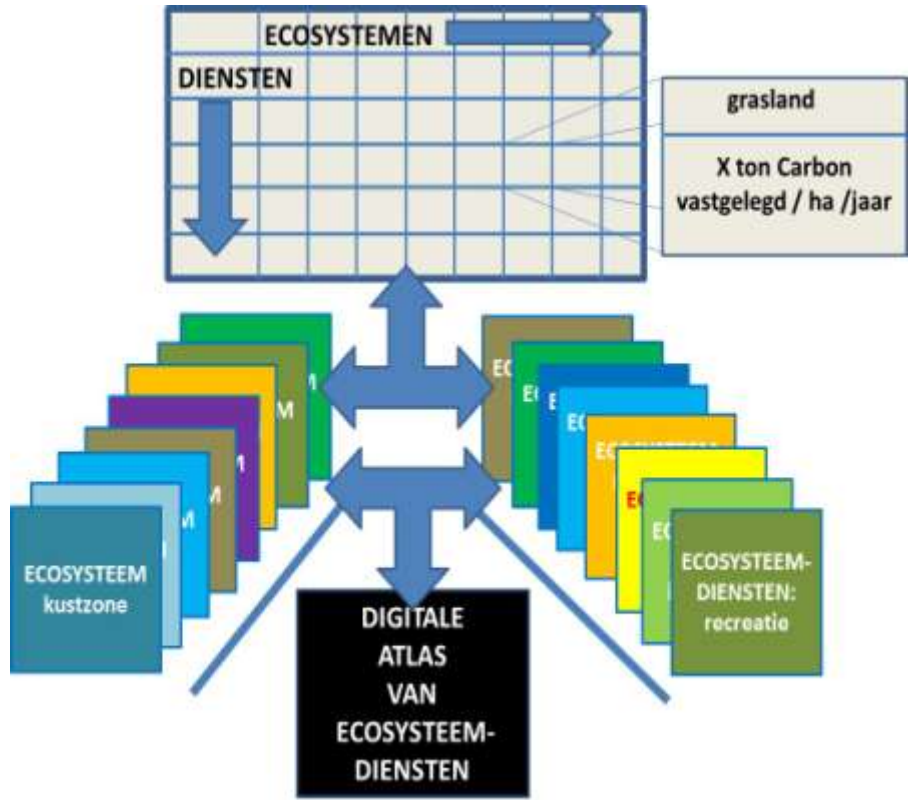 ECOSYSTEMEN
DIENSTEN
grasland
X ton Carbon
vastgelegd / ha /jaar
ECOSYSTEEM
kustzone
ECOSYSTEEM-
DIENSTEN:
recreatie
DIGITALE
ATLAS
VAN
ECOSYSTEEM-
DIENSTEN